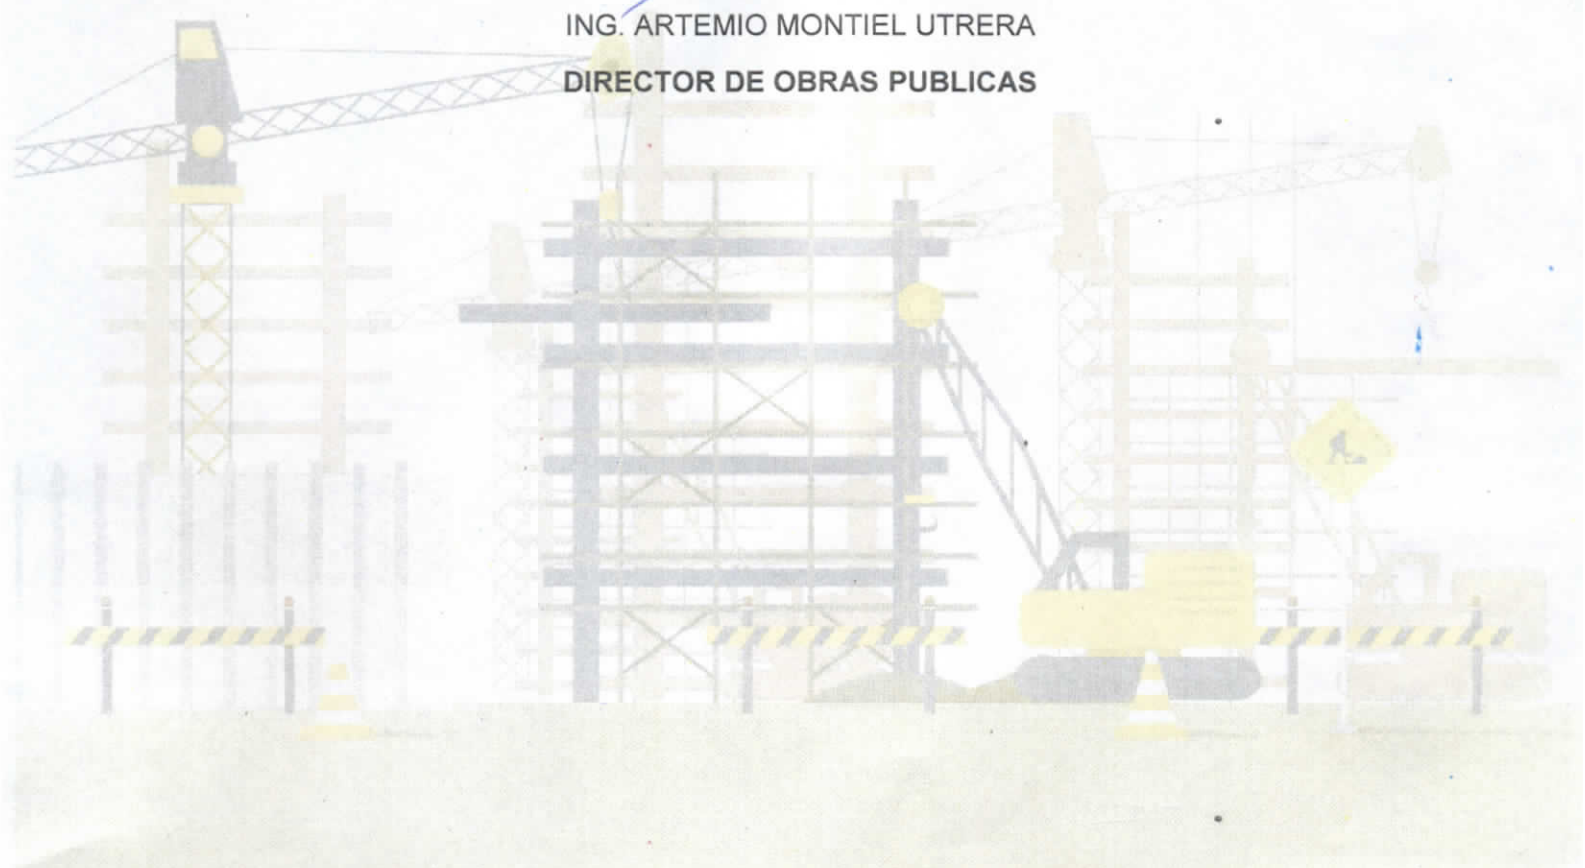 ING. ARTEMIO MONTIEL UTRERA
DIRECTOR DE OBRAS PUBLICAS